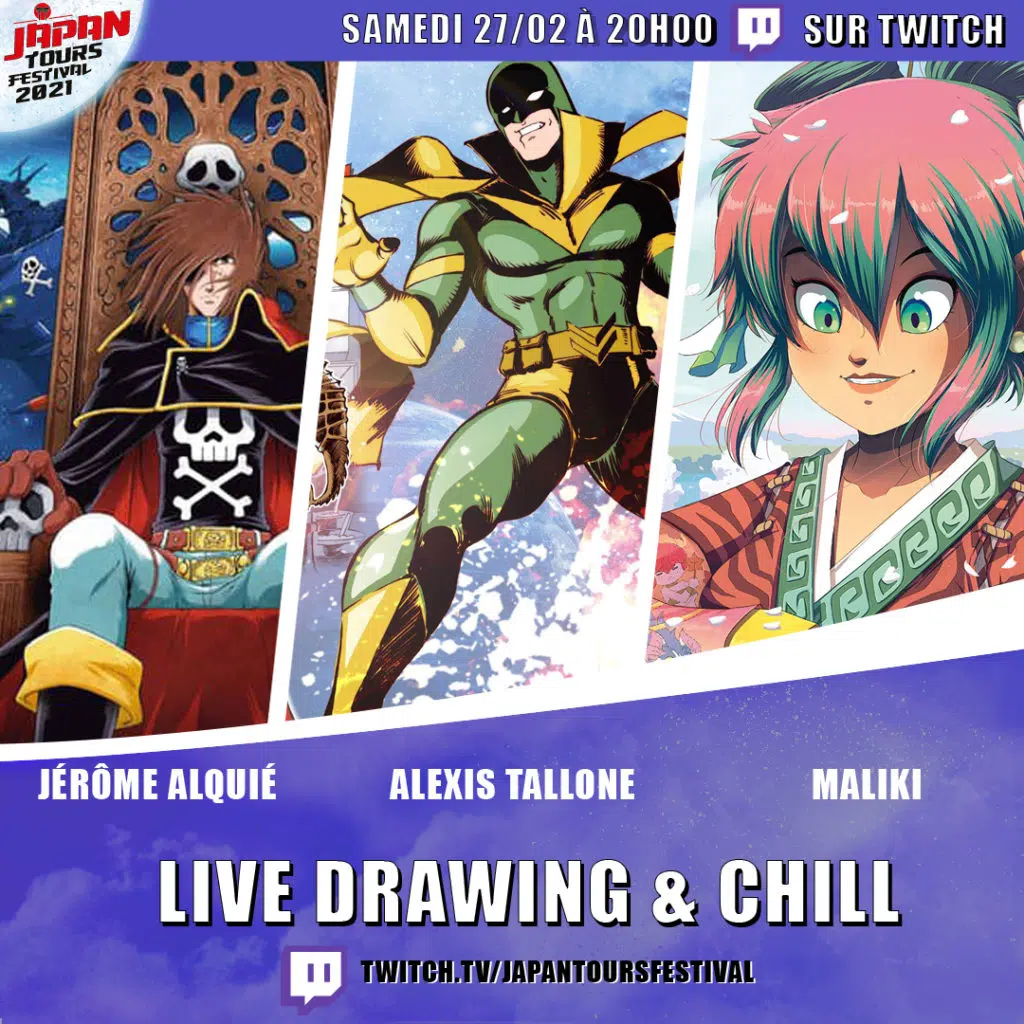 JAPAN
TOURS
FESTIVAL
2021
SAMEDI 27/02 À 20H00 SUR TWITCH
JÉRÔME ALQUIÉ
ALEXIS TALLONE
MALIKI
LIVE DRAWING & CHILL
TWITCH.TV/JAPANTOURSFESTIVAL